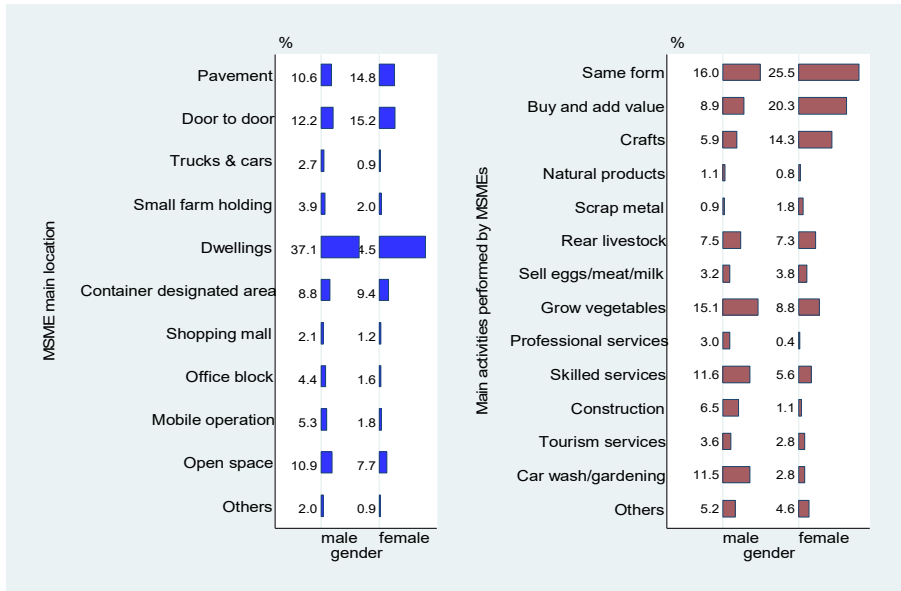 %
MSME main location
Pavement 10.6 14.8
Door to door 12.2 15.2
Trucks & cars 2.7 0.9
Small farm holding 3.9 2.0
Dwellings 37.1 4.5
Container designated area 8.8 9.4
Shopping mall 2.1 1.2
Office block 4.4 1.6
Mobile operation 5.3 1.8
Open space 10.9 7.7
Others 2.0 0.9
male female
gender
%
Main activities performed by MSMEs
Same form 16.0 25.5
Buy and add value 8.9 20.3
Crafts 5.9 14.3
Natural products 1.1 0.8
Scrap metal 0.9 1.8
Rear livestock 7.5 7.3
Sell eggs/meat/milk 3.2 3.8
Grow vegetables 15.1 8.8
Professional services 3.0 0.4
Skilled services 11.6 5.6
Construction 6.5 1.1
Tourism services 3.6 2.8
Car wash/gardening 11.5 2.8
Others 5.2 4.6
male female
gender